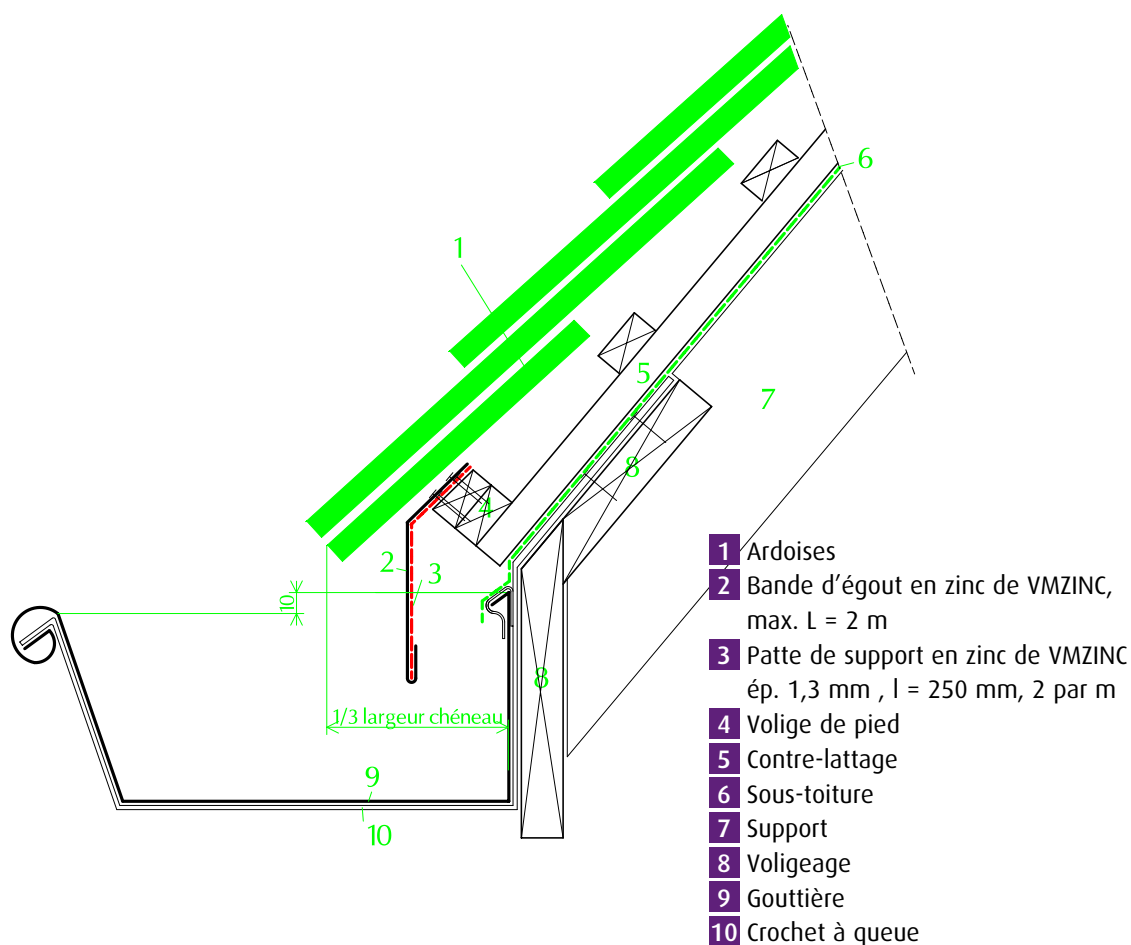 6
1
5
7
8
4
2
3
10
8
1/3 largeur chéneau
9
10
1 Ardoises
2 Bande d'égout en zinc de VMZINC,
max. L = 2 m
3 Patte de support en zinc de VMZINC
ép. 1,3 mm , l = 250 mm, 2 par m
4 Volige de pied
5 Contre-lattage
6 Sous-toiture
7 Support
8 Voligeage
9 Gouttière
10 Crochet à queue